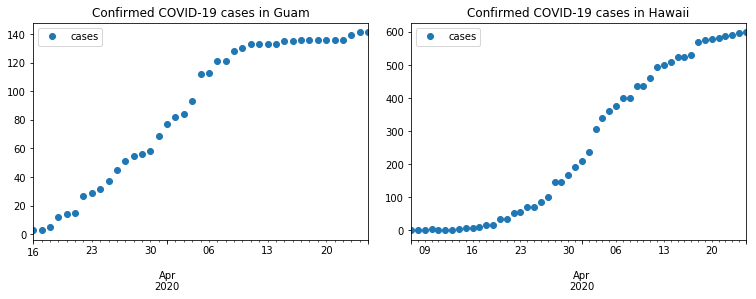 Confirmed COVID-19 cases in Guam
cases
140
120
100
80
60
40
20
0
16 23 30 06 13 20
Apr
2020
Confirmed COVID-19 cases in Hawaii
cases
600
500
400
300
200
100
0
09 16 23 30 06 13 20
Apr
2020